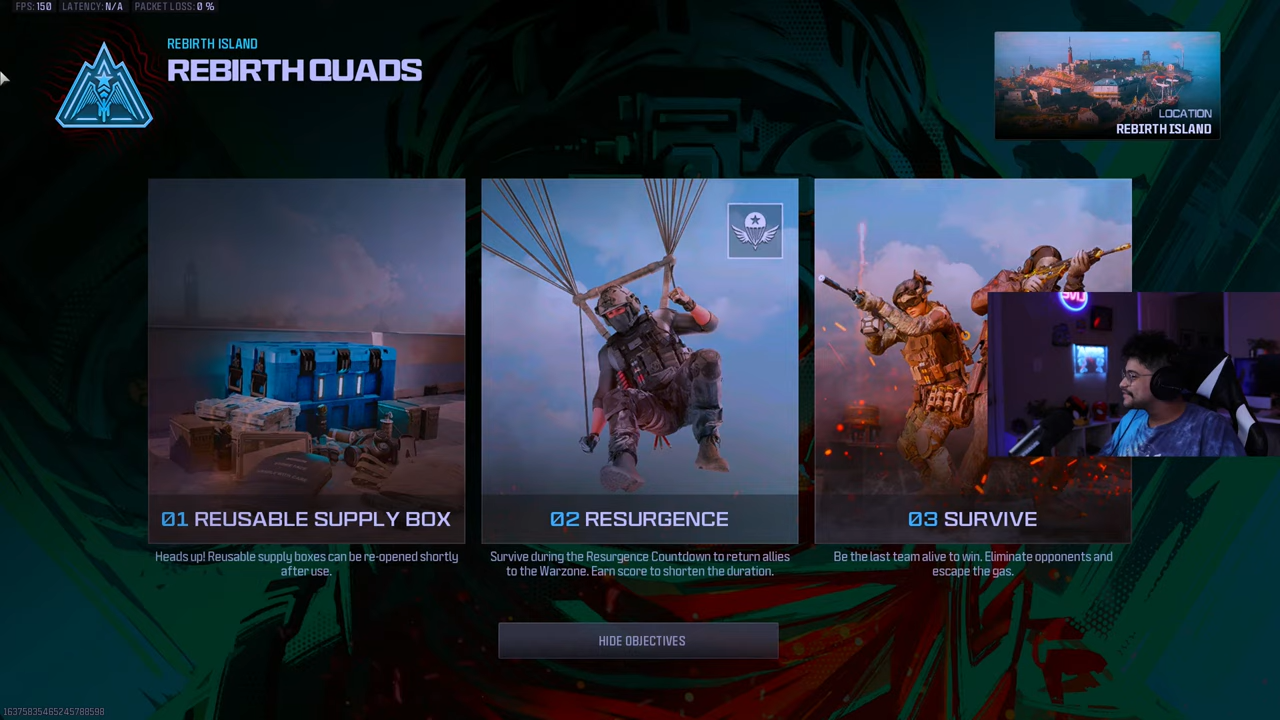 FPS: 150 LATENCY: N/A PACKET LOSS: 0 %
REBIRTH ISLAND
REBIRTH QUADS
LOCATION
REBIRTH ISLAND
01 REUSABLE SUPPLY BOX
Heads up! Reusable supply boxes can be re-opened shortly
after use.
02 RESURGENCE
Survive during the Resurgence Countdown to return allies
to the Warzone. Earn score to shorten the duration.
03 SURVIVE
Be the last team alive to win. Eliminate opponents and
escape the gas.
HIDE OBJECTIVES
16375835465245788598